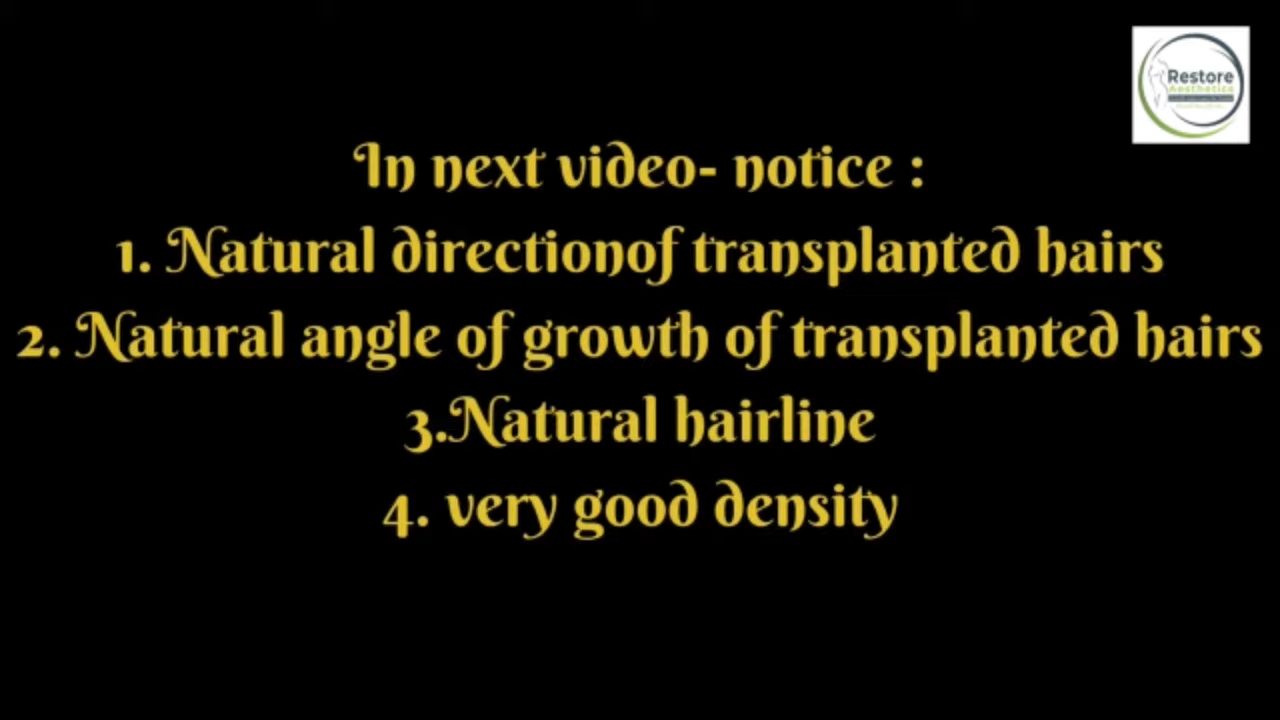 Restore
Aesthetics
In next video- notice :
1. Natural directionof transplanted hairs
2. Natural angle of growth of transplanted hairs
3.Natural hairline
4. very good density